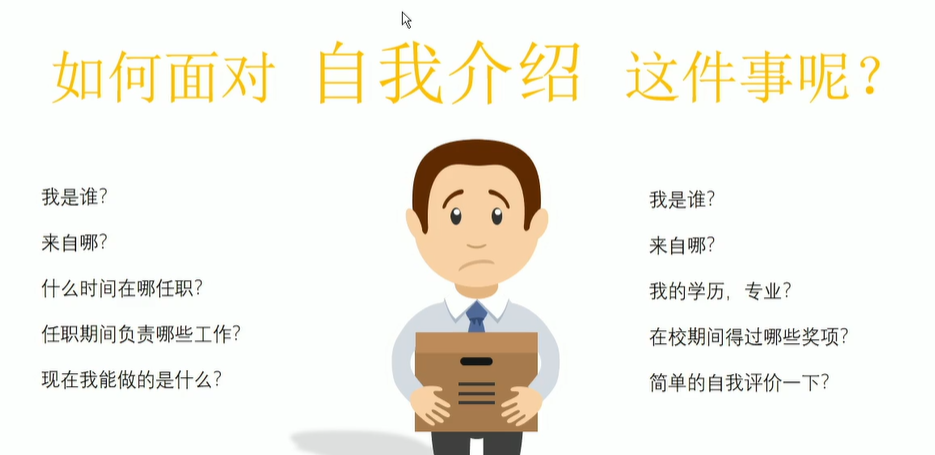 如何面对 自我介绍 这件事呢？
我是谁？
来自哪？
什么时间在哪任职？
任职期间负责哪些工作？
现在我能做的是什么？
我是谁？
来自哪？
我的学历，专业？
在校期间得过哪些奖项？
简单的自我评价一下？